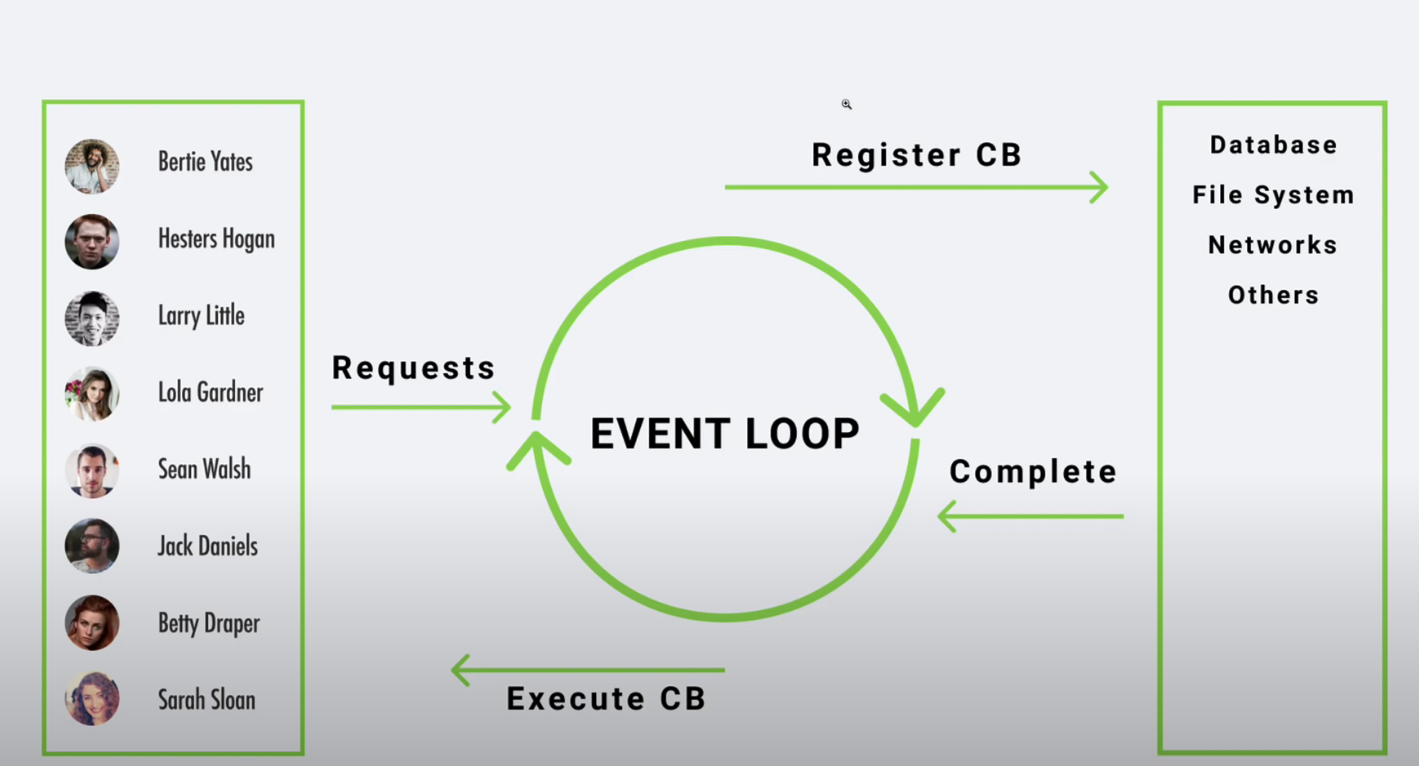 Bertie Yates
Hesters Hogan
Larry Little
Lola Gardner
Sean Walsh
Jack Daniels
Betty Draper
Sarah Sloan
Requests
Register CB
EVENT LOOP
Complete
Execute CB
Database
File System
Networks
Others